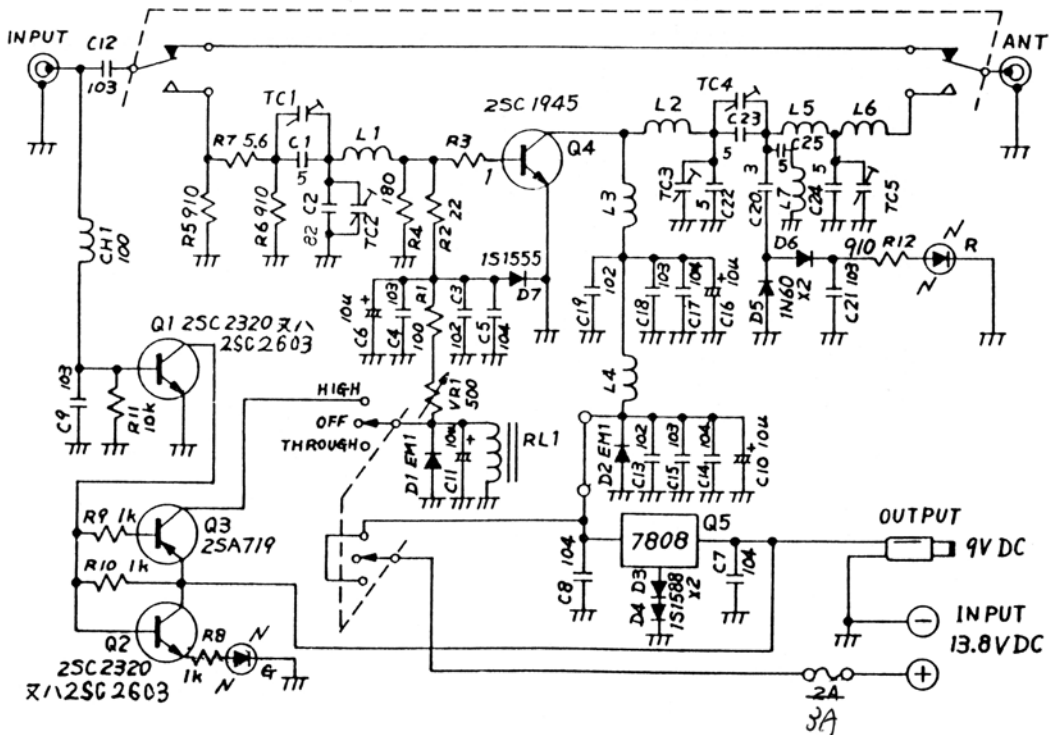 INPUT
C12
103
ANT
TC1
TC4
2SC1945
L2
C23
L5
L6
R7 5.6
C1
5
L1
R3
1
Q4
5
C25
R5 910
R6 910
C2
82
TC2
180
R4
R2 22
TC3
5
C22
3
C20
L7
5
C24
TC5
L3
CH1
100
1S1555
D7
D6
910
R12
R
10u
C6
103
C4
R1
100
C3
102
C5
104
C19
102
C18
103
C17
104
C16
10u
D5
1N60
x2
C21
103
Q1 2SC2320 又ハ
2SC2603
L4
C9
103
R11
10k
HIGH
OFF
THROUGH
VR1
500
D1 EM1
C11
10u
RL1
D2 EM1
C13
102
C15
103
C14
104
C10 10u
R9 1k
Q3
2SA719
R10 1k
Q2
2SC2320
又ハ2SC2603
R8
1k
G
C8
104
7808
Q5
D3
D4
1S1588
x2
C7
104
OUTPUT
9V DC
INPUT
13.8V DC
−
+
2A
3A